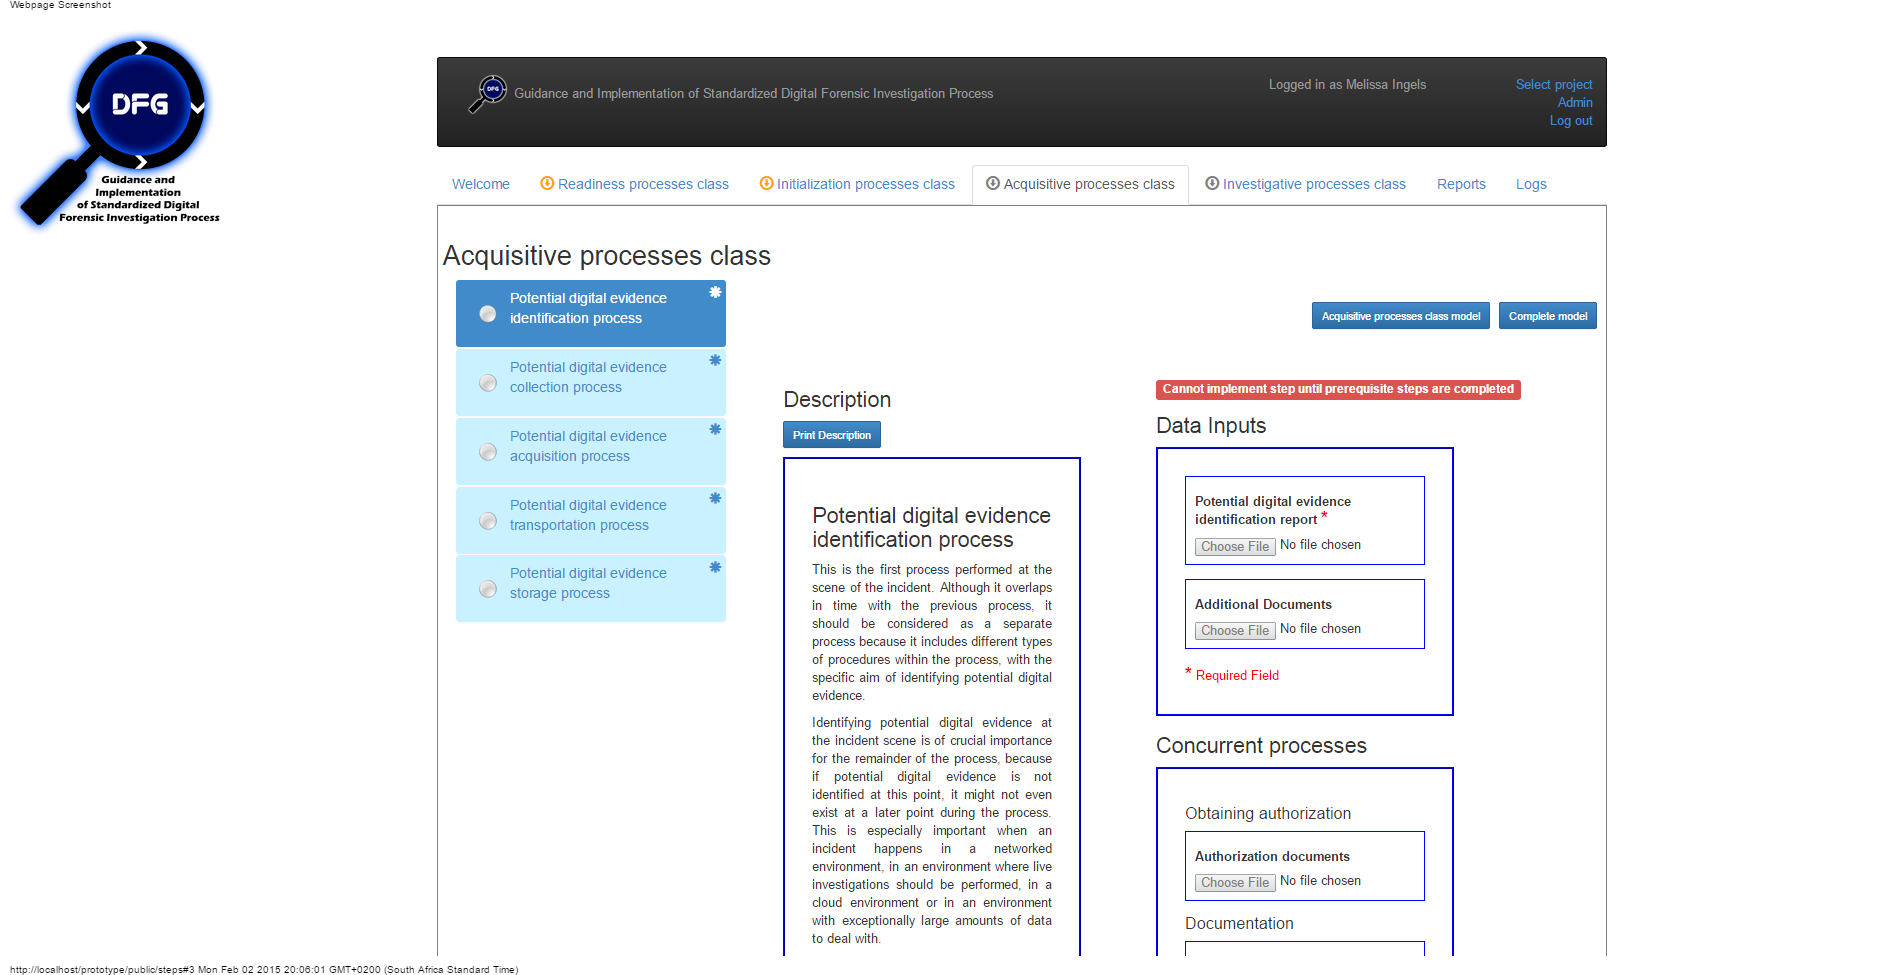 Webpage Screenshot
DFG
Guidance and
Implementation
of Standardized Digital
Forensic Investigation Process
DFG
Guidance and Implementation of Standardized Digital Forensic Investigation Process
Logged in as Melissa Ingels
Select project
Admin
Log out
Welcome
Readiness processes class
Initialization processes class
Acquisitive processes class
Investigative processes class
Reports
Logs
Acquisitive processes class
Potential digital evidence
identification process
Potential digital evidence
collection process
Potential digital evidence
acquisition process
Potential digital evidence
transportation process
Potential digital evidence
storage process
Acquisitive processes class model
Complete model
Description
Print Description
Potential digital evidence
identification process
This is the first process performed at the
scene of the incident. Although it overlaps
in time with the previous process, it
should be considered as a separate
process because it includes different types
of procedures within the process, with the
specific aim of identifying potential digital
evidence.
Identifying potential digital evidence at
the incident scene is of crucial importance
for the remainder of the process, because
if potential digital evidence is not
identified at this point, it might not even
exist at a later point during the process.
This is especially important when an
incident happens in a networked
environment, in an environment where live
investigations should be performed, in a
cloud environment or in an environment
with exceptionally large amounts of data
to deal with.
Cannot implement step until prerequisite steps are completed
Data Inputs
Potential digital evidence
identification report *
Choose File No file chosen
Additional Documents
Choose File No file chosen
* Required Field
Concurrent processes
Obtaining authorization
Authorization documents
Choose File No file chosen
Documentation
http://localhost/prototype/public/steps#3 Mon Feb 02 2015 20:06:01 GMT+0200 (South Africa Standard Time)